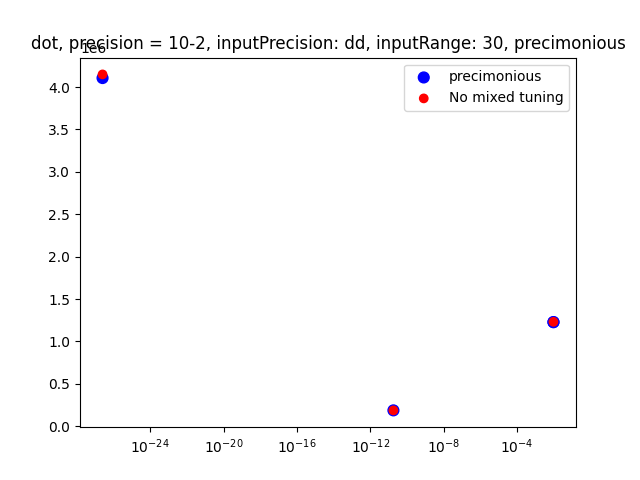 dot, precision = 10-2, inputPrecision: dd, inputRange: 30, precimonious
1e6
precimonious
No mixed tuning
4.0
3.5
3.0
2.5
2.0
1.5
1.0
0.5
0.0
10⁻²⁴ 10⁻²⁰ 10⁻¹⁶ 10⁻¹² 10⁻⁸ 10⁻⁴